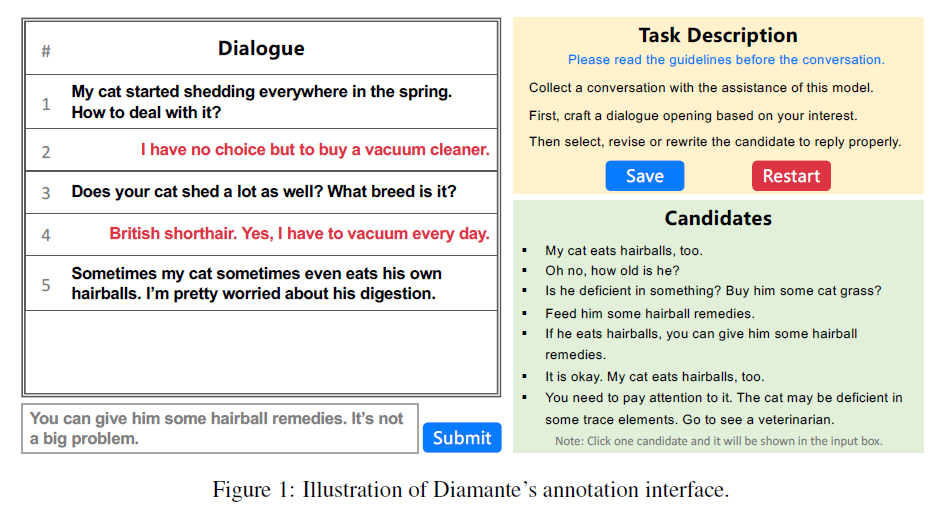 #
Dialogue
1
My cat started shedding everywhere in the spring.
How to deal with it?
2
I have no choice but to buy a vacuum cleaner.
3
Does your cat shed a lot as well? What breed is it?
4
British shorthair. Yes, I have to vacuum every day.
5
Sometimes my cat sometimes even eats his own
hairballs. I'm pretty worried about his digestion.
You can give him some hairball remedies. It's not
a big problem.
Submit
Task Description
Please read the guidelines before the conversation.
Collect a conversation with the assistance of this model.
First, craft a dialogue opening based on your interest.
Then select, revise or rewrite the candidate to reply properly.
Save
Restart
Candidates
▪ My cat eats hairballs, too.
▪ Oh no, how old is he?
▪ Is he deficient in something? Buy him some cat grass?
▪ Feed him some hairball remedies.
▪ If he eats hairballs, you can give him some hairball
remedies.
▪ It is okay. My cat eats hairballs, too.
▪ You need to pay attention to it. The cat may be deficient in
some trace elements. Go to see a veterinarian.
Note: Click one candidate and it will be shown in the input box.
Figure 1: Illustration of Diamante's annotation interface.